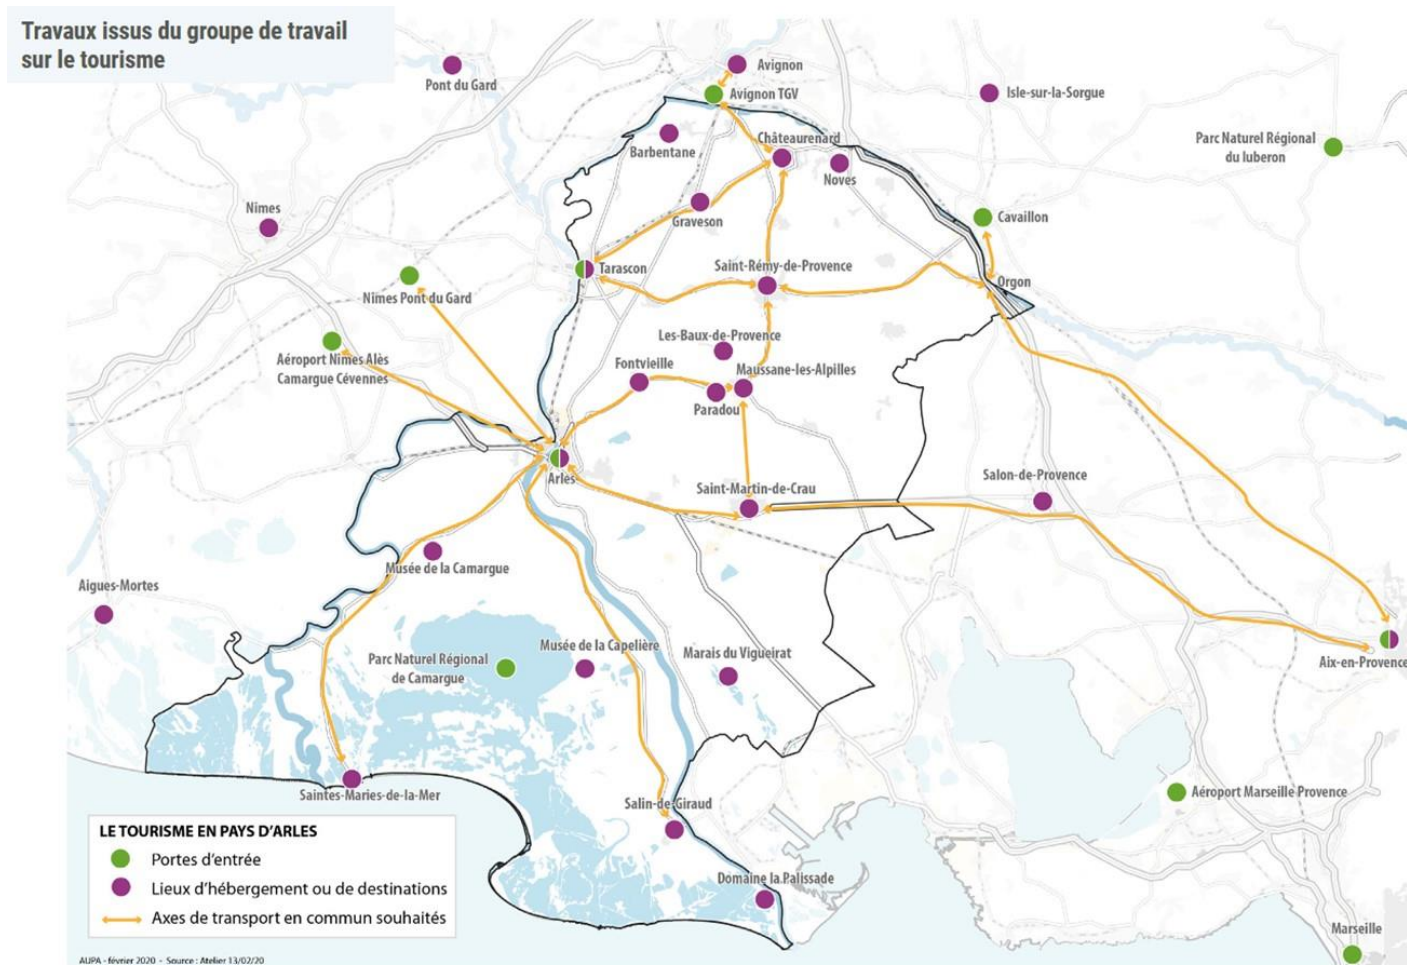 Travaux issus du groupe de travail
sur le tourisme
Pont du Gard
Avignon
Avignon TGV
Isle-sur-la-Sorgue
Parc Naturel Régional
du luberon
Châteaurenard
Barbentane
Noves
Nimes
Graveson
Cavaillon
Tarascon
Saint-Rémy-de-Provence
Orgon
Nimes Pont du Gard
Les-Baux-de-Provence
Aéroport Nimes Alès
Camargue Cévennes
Fontvieille
Maussane-les-Alpilles
Paradou
Arles
Saint-Martin-de-Crau
Salon-de-Provence
Musée de la Camargue
Aigues-Mortes
Parc Naturel Régional
de Camargue
Musée de la Capelière
Marais du Vigueirat
Aix-en-Provence
Saintes-Maries-de-la-Mer
Salin-de-Giraud
Aéroport Marseille Provence
Domaine la Palissade
Marseille
LE TOURISME EN PAYS D'ARLES
Portes d'entrée
Lieux d'hébergement ou de destinations
Axes de transport en commun souhaités
AUPA - février 2020 - Source : Atelier 13/02/20